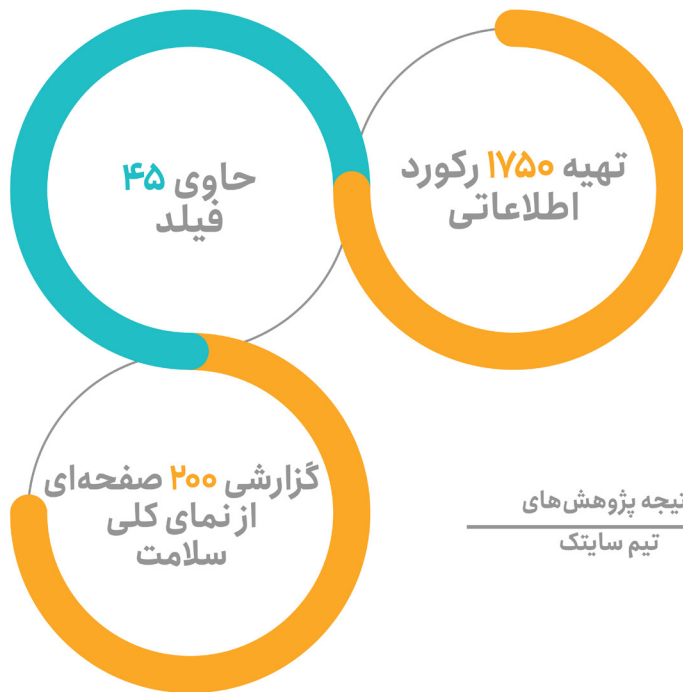 تهیه ۱۷۵۰ رکورد
اطلاعاتی
حاوی ۴۵
فیلد
گزارشی ۲۰۰ صفحه‌ای
از نمای کلی
سلامت
پژوهش‌های
تیم سایتک